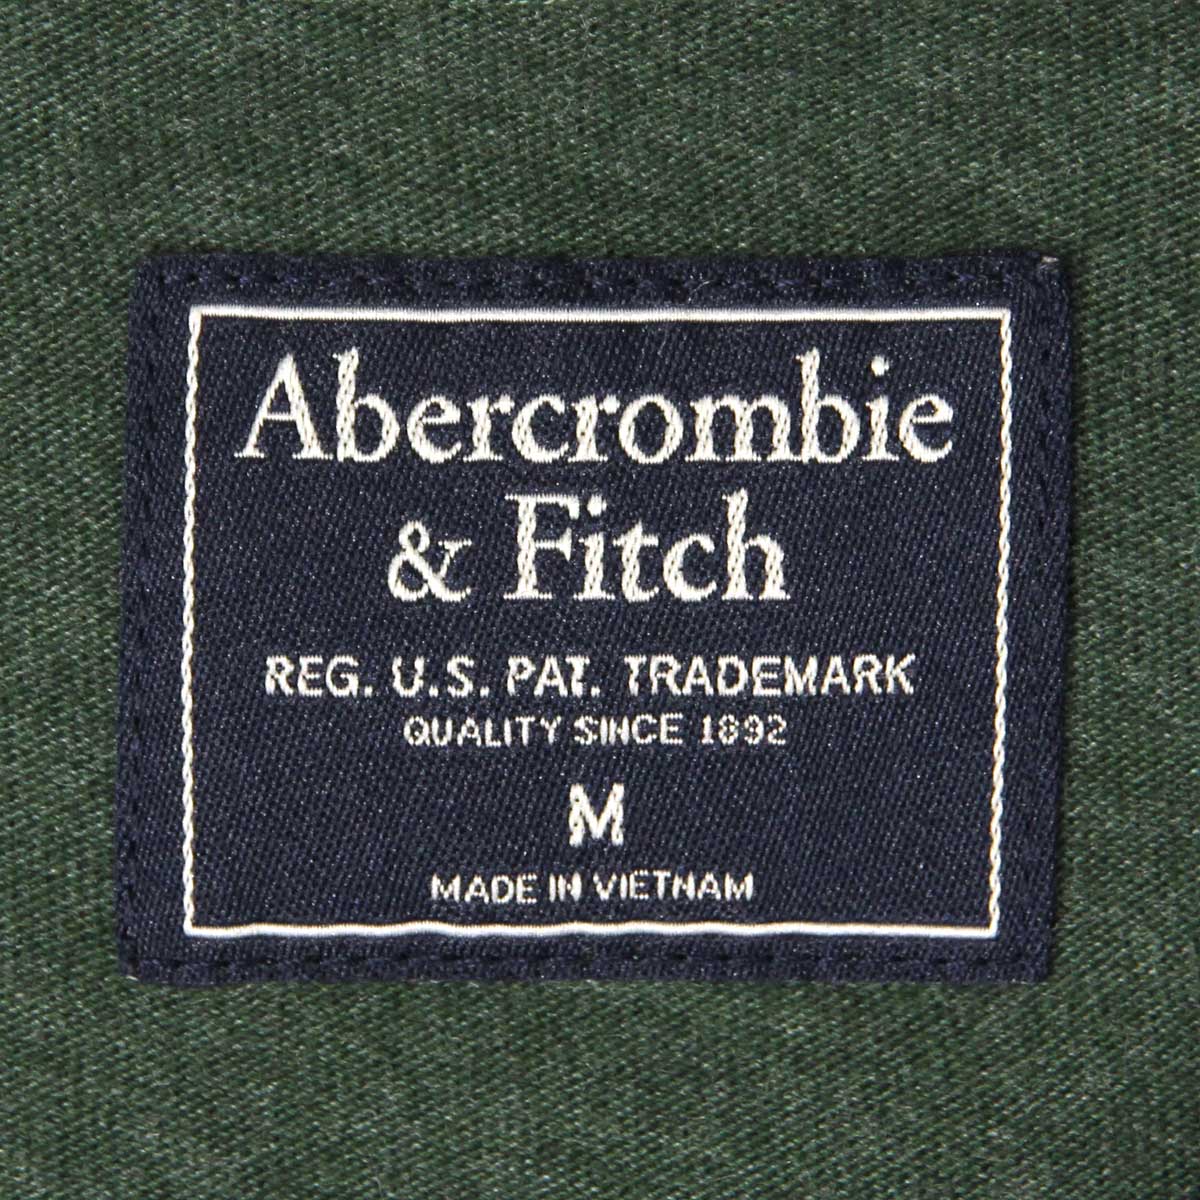 Abercrombie
& Fitch
REG. U.S. PAT. TRADEMARK
QUALITY SINCE 1892
M
MADE IN VIETNAM